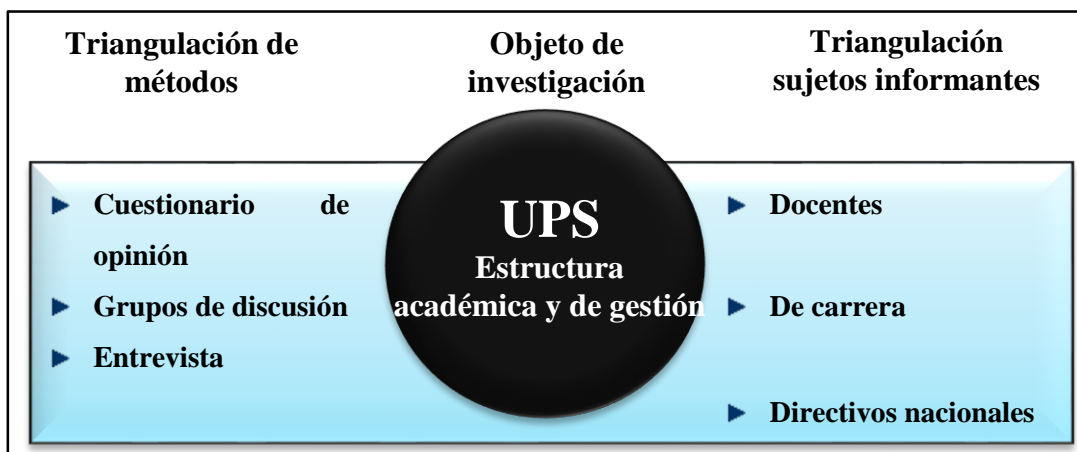 Triangulación de
métodos
Objeto de
investigación
Triangulación
sujetos informantes
Cuestionario de
opinión
Grupos de discusión
Entrevista
UPS
Estructura
académica y de gestión
Docentes
De carrera
Directivos nacionales